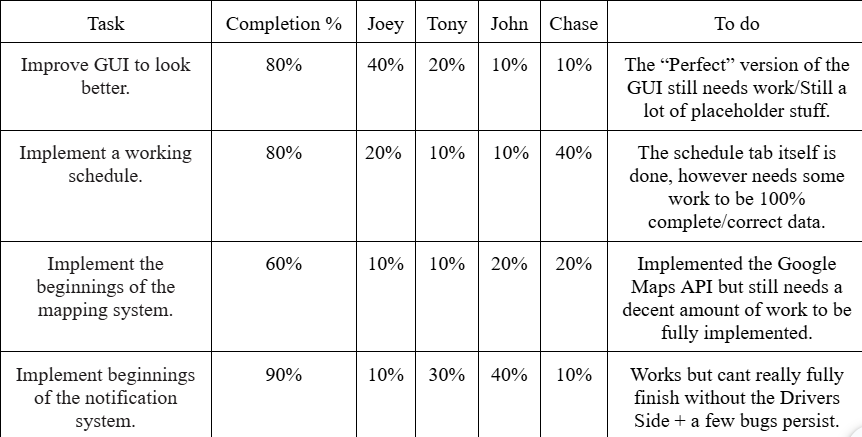 Task Completion % Joey Tony John Chase To do
Improve GUI to look 80% 40% 20% 10% 10% The “Perfect” version of the
better. GUI still needs work/Still a
lot of placeholder stuff.
Implement a working 80% 20% 10% 10% 40% The schedule tab itself is
schedule. done, however needs some
work to be 100%
complete/correct data.
Implement the 60% 10% 10% 20% 20% Implemented the Google
beginnings of the Maps API but still needs a
mapping system. decent amount of work to be
fully implemented.
Implement beginnings 90% 10% 30% 40% 10% Works but cant really fully
of the notification finish without the Drivers
system. Side + a few bugs persist.